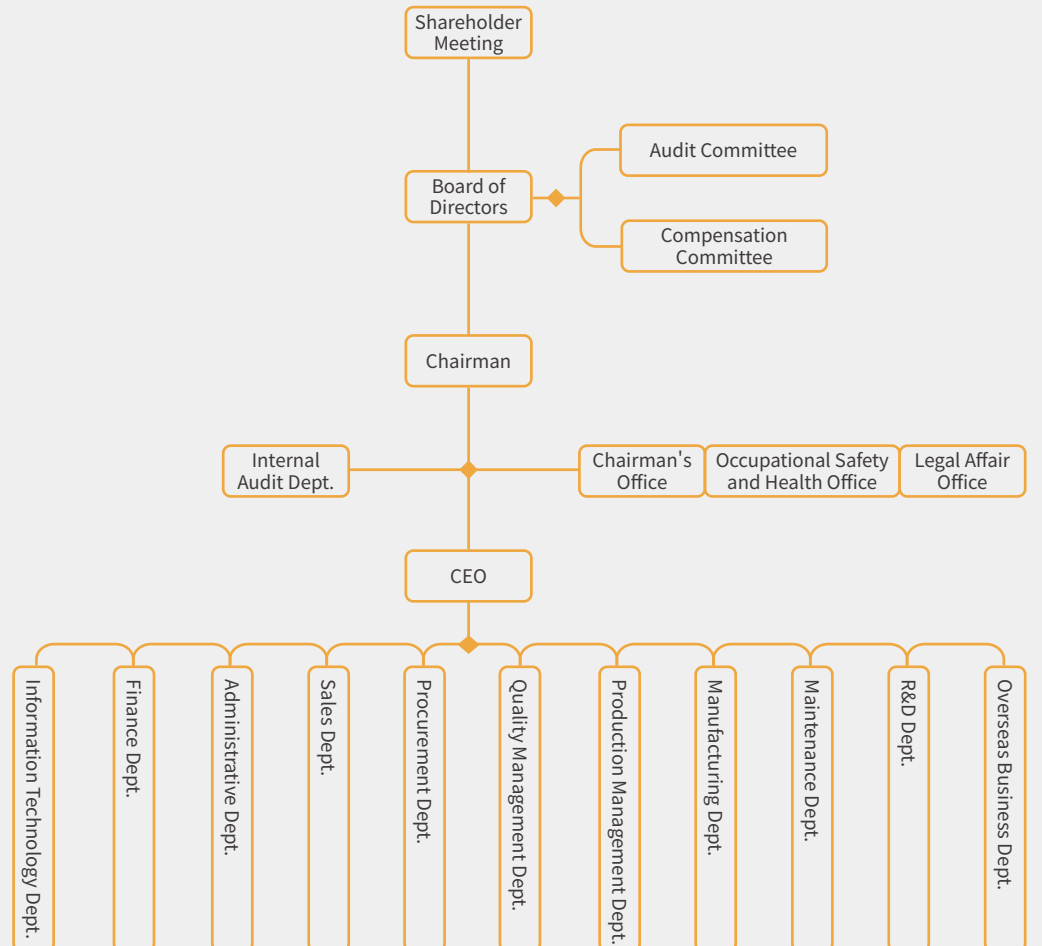 Shareholder
Meeting
Audit Committee
Board of
Directors
Compensation
Committee
Chairman
Internal
Audit Dept.
Chairman's
Office
Occupational Safety
and Health Office
Legal Affair
Office
CEO
Information Technology Dept.
Finance Dept.
Administrative Dept.
Sales Dept.
Procurement Dept.
Quality Management Dept.
Production Management Dept.
Manufacturing Dept.
Maintenance Dept.
R&D Dept.
Overseas Business Dept.